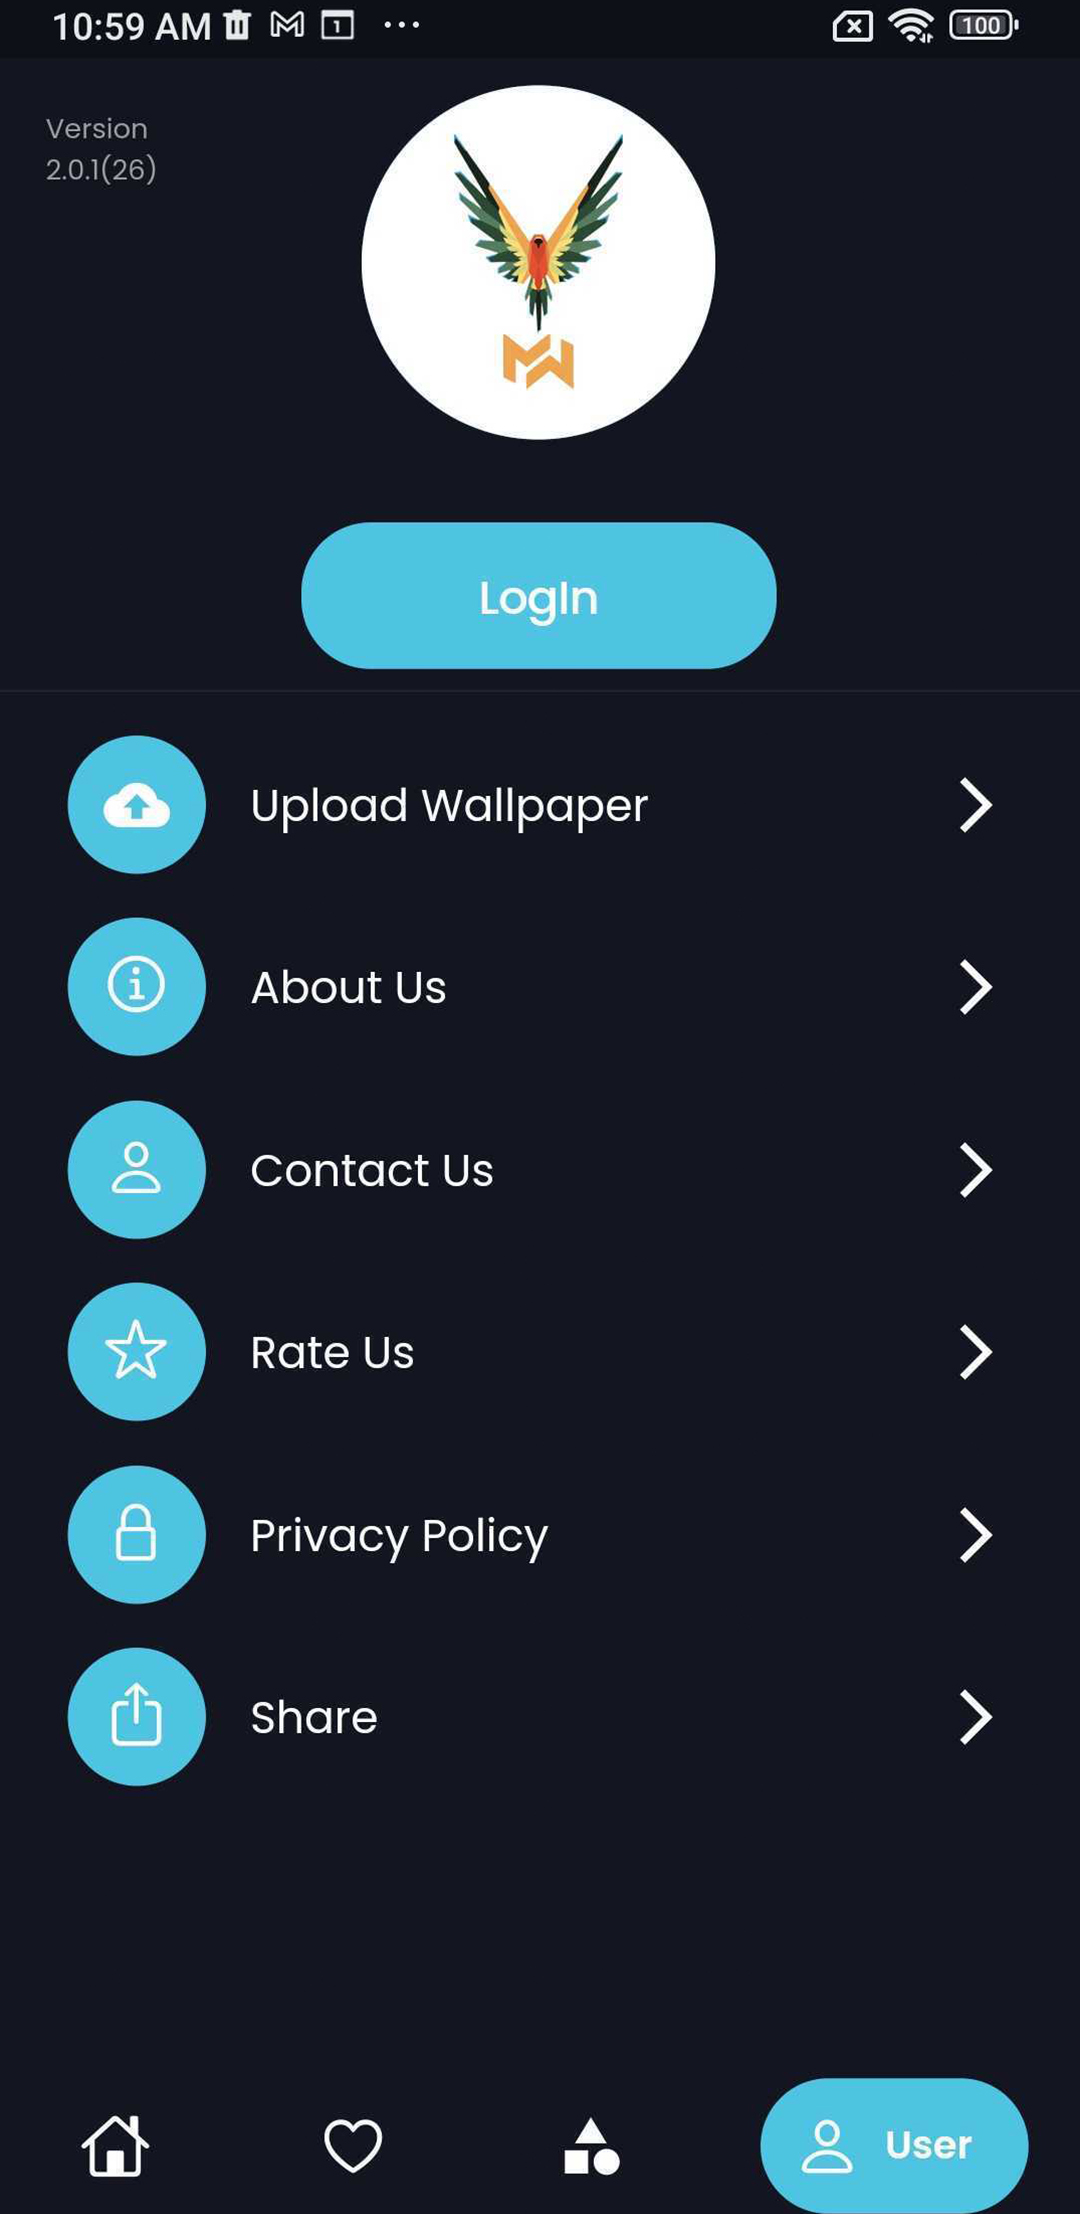 10:59 AM
1
100
Version
2.0.1(26)
MW
LogIn
Upload Wallpaper
About Us
Contact Us
Rate Us
Privacy Policy
Share
User